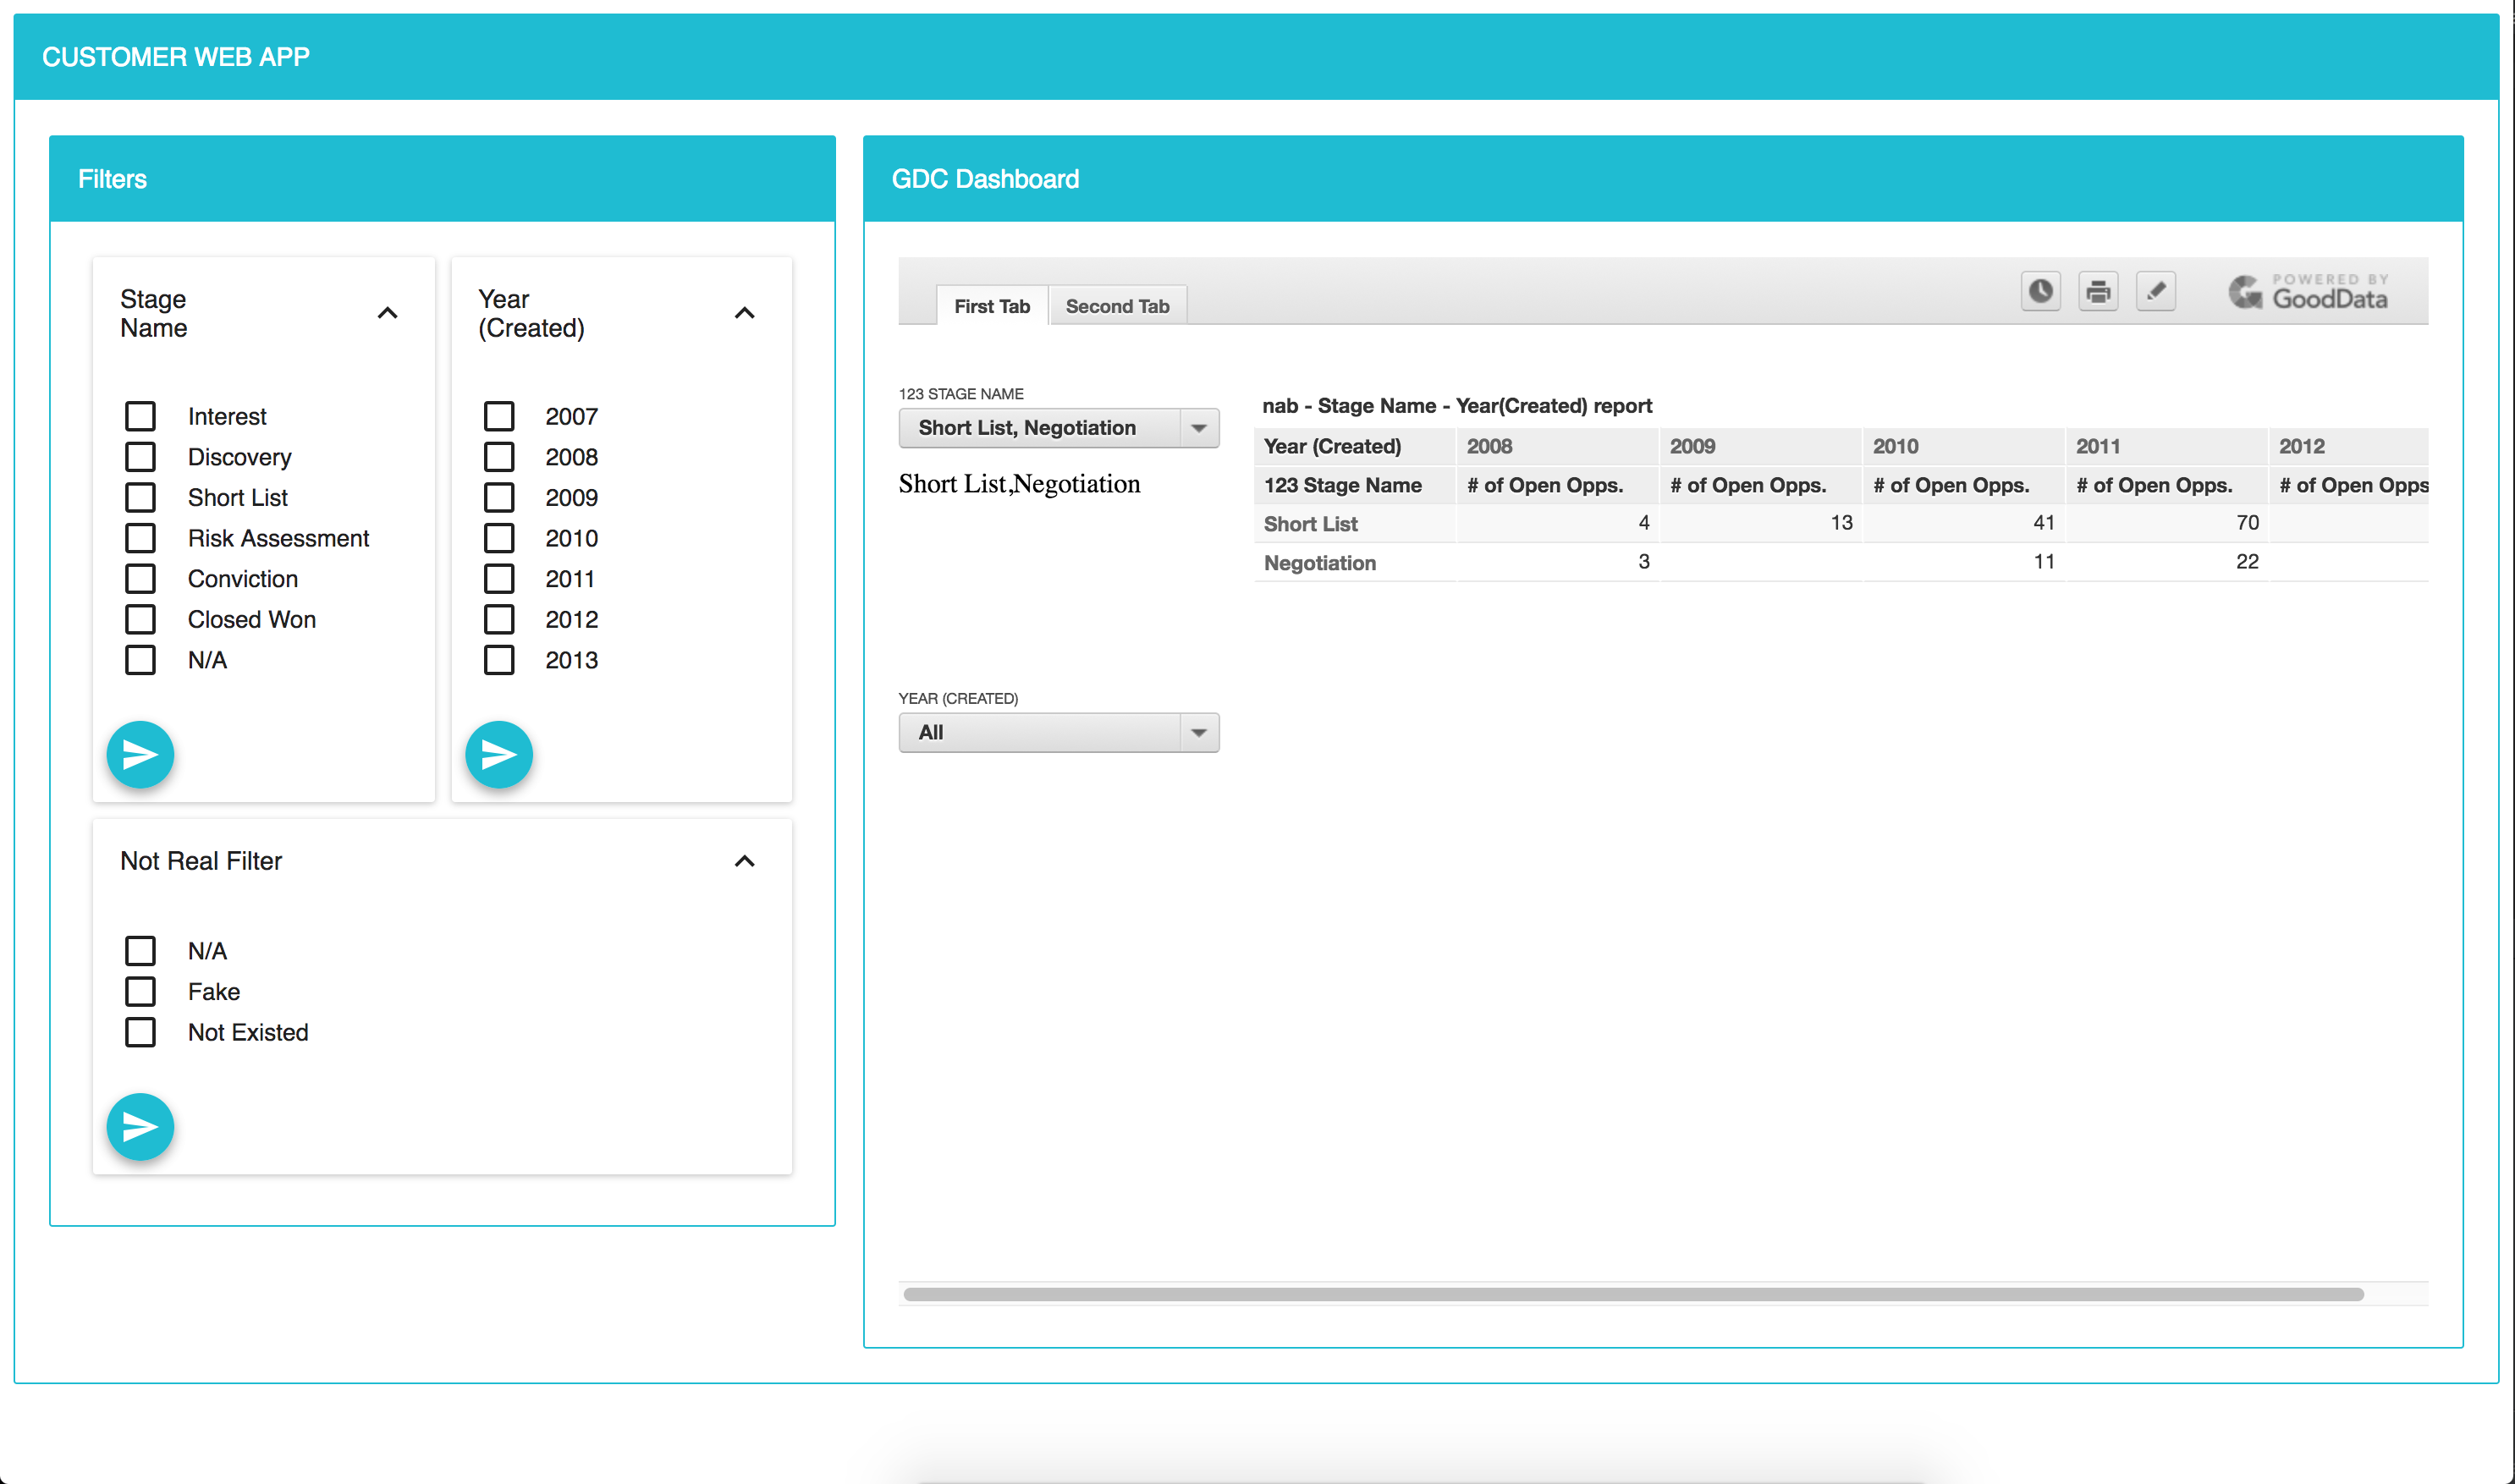 CUSTOMER WEB APP
Filters
Stage
Name
Interest
Discovery
Short List
Risk Assessment
Conviction
Closed Won
N/A
Year
(Created)
2007
2008
2009
2010
2011
2012
2013
Not Real Filter
N/A
Fake
Not Existed
GDC Dashboard
First Tab Second Tab
POWERED BY
GoodData
123 STAGE NAME
Short List, Negotiation
Short List,Negotiation
YEAR (CREATED)
All
nab - Stage Name - Year(Created) report
Year (Created) 2008 2009 2010 2011 2012
123 Stage Name # of Open Opps. # of Open Opps. # of Open Opps. # of Open Opps. # of Open Opps
Short List 4 13 41 70
Negotiation 3 11 22